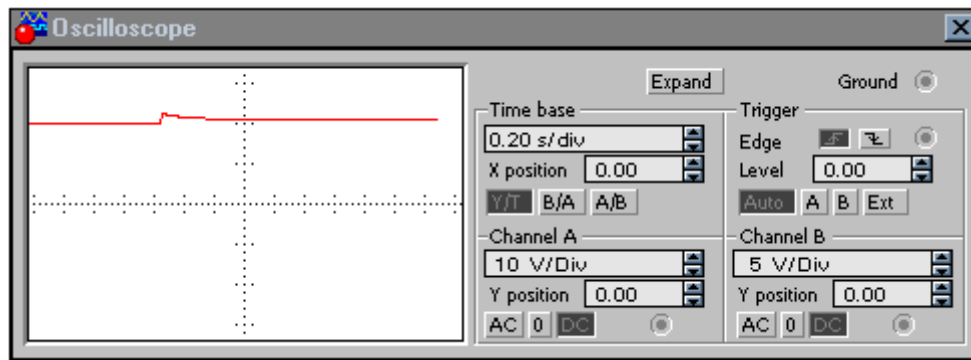 Oscilloscope
Expand Ground
Time base
0.20 s/div
X position 0.00
Y/T B/A A/B
Trigger
Edge
Level 0.00
Auto A B Ext
Channel A
10 V/Div
Y position 0.00
AC 0 DC
Channel B
5 V/Div
Y position 0.00
AC 0 DC